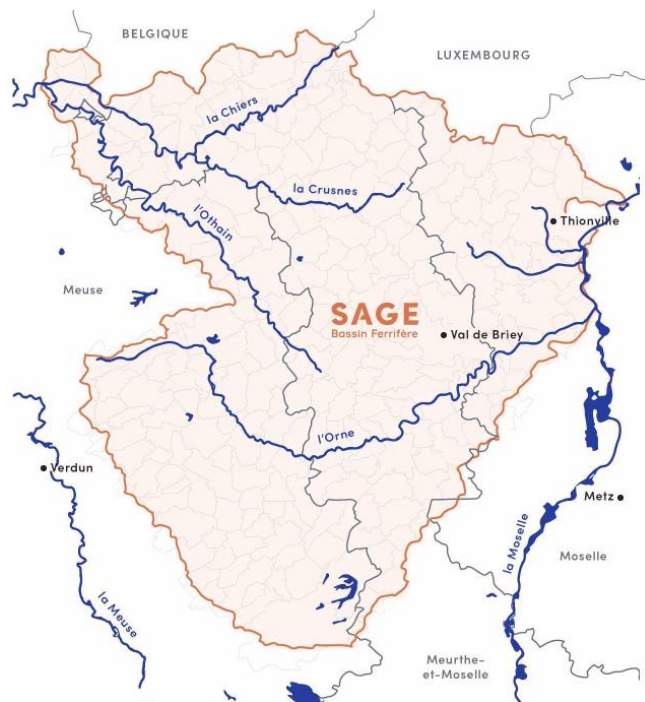 BELGIQUE
LUXEMBOURG
la Chiers
la Crusnes
l'Othain
Thionville
Meuse
SAGE
Bassin Ferrifère
Val de Briey
l'Orne
Verdun
Metz
la Moselle
Moselle
la Meuse
Meurthe-
et-Moselle